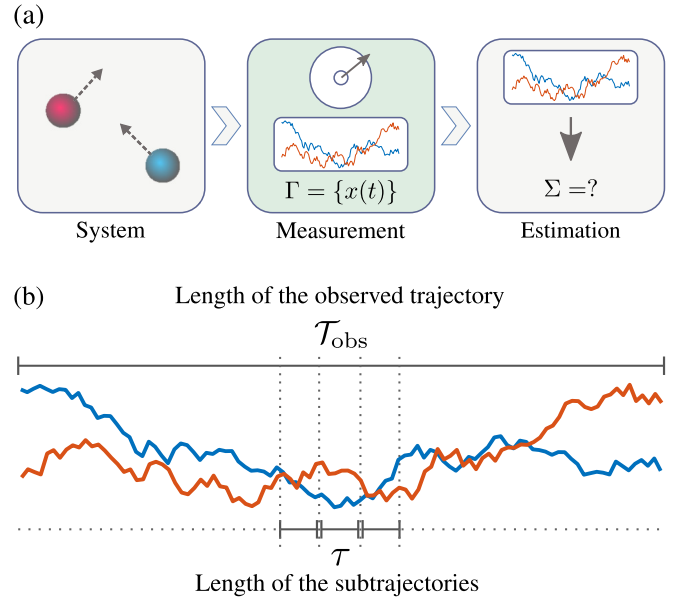 (a)
Γ = {x(t)}
Σ =?
System
Measurement
Estimation
(b)
Length of the observed trajectory
𝒯obs
τ
Length of the subtrajectories